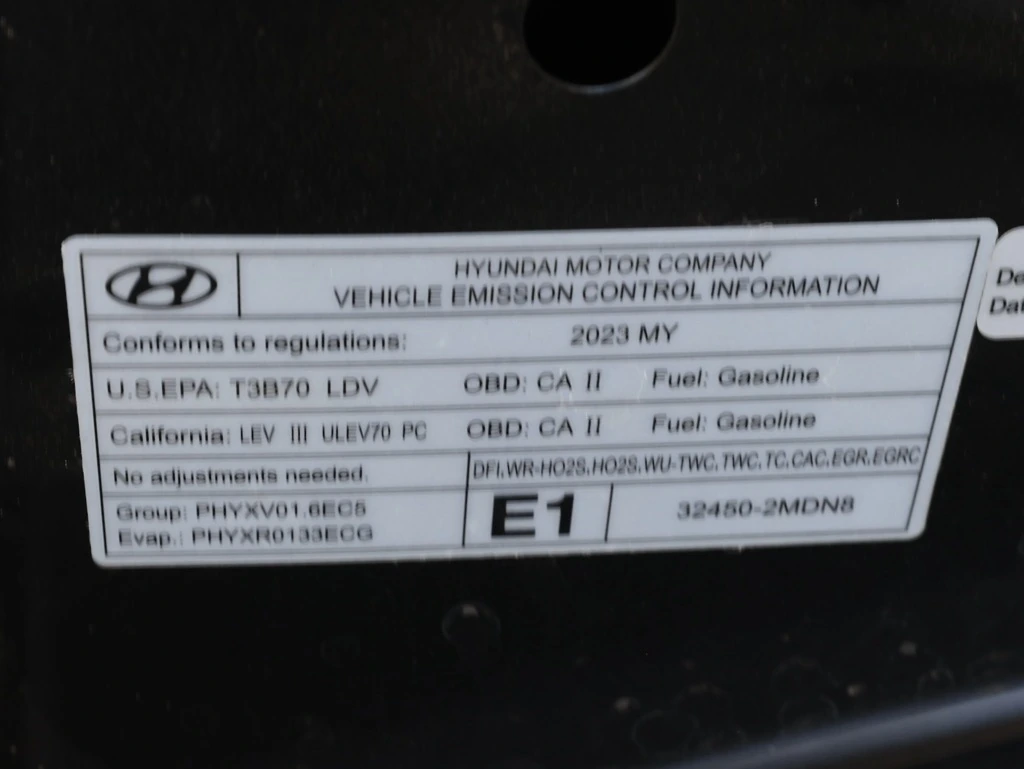 HYUNDAI MOTOR COMPANY
VEHICLE EMISSION CONTROL INFORMATION
Conforms to regulations: 2023 MY
U.S.EPA: T3B70 LDV OBD: CA II Fuel: Gasoline
California: LEV III ULEV70 PC OBD: CA II Fuel: Gasoline
No adjustments needed. DFI,WR-HO2S,HO2S,WU-TWC,TWC,TC,CAC,EGR,EGRC
Group: PHYXV01.6EC5
Evap.: PHYXR0133ECG
E1
32450-2MDN8